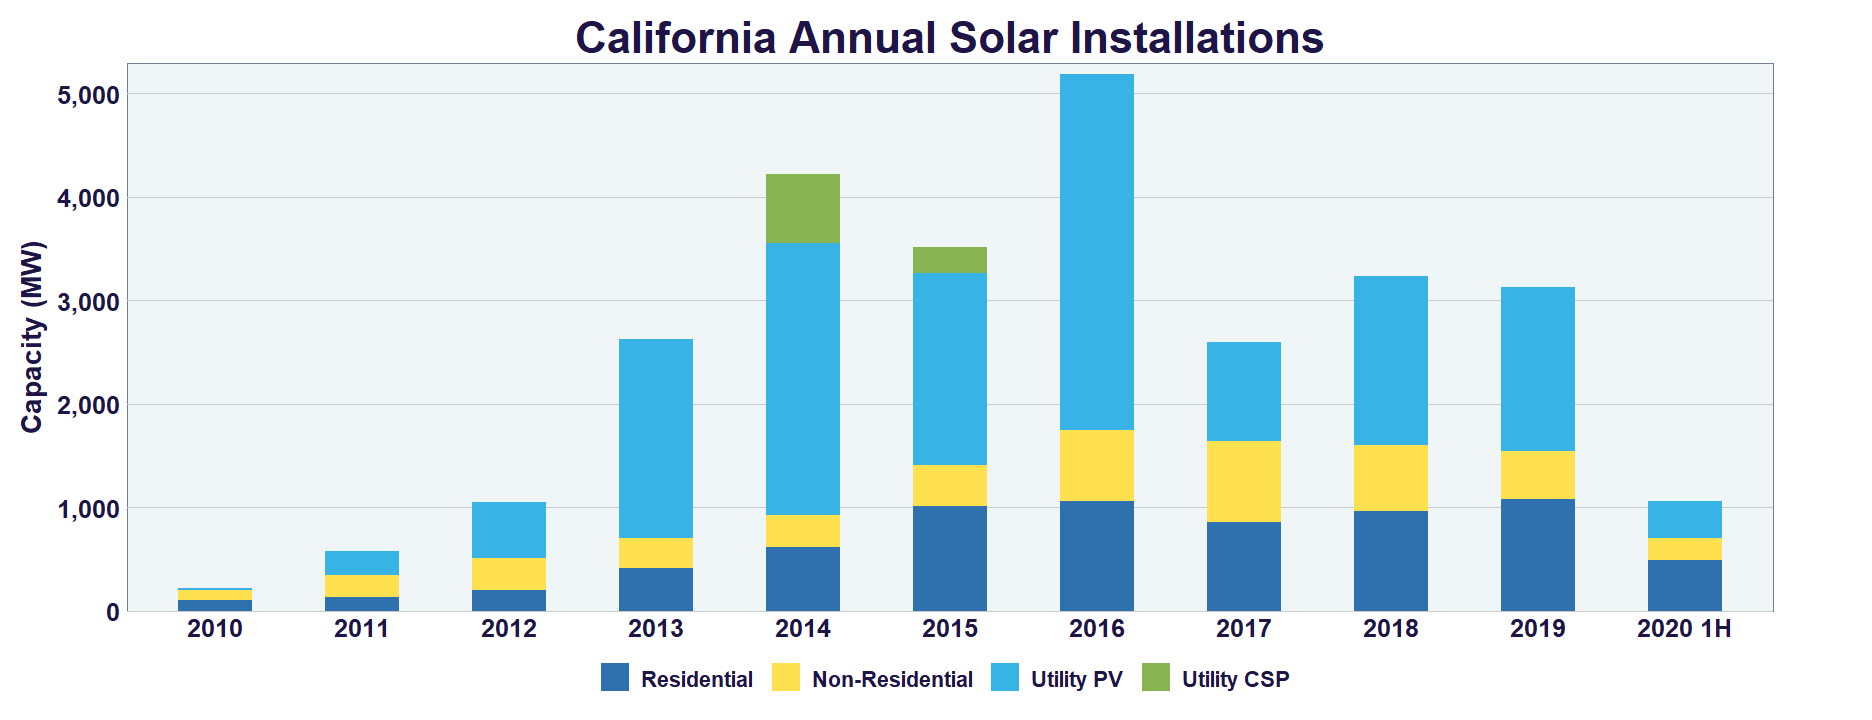 California Annual Solar Installations
Capacity (MW)
5,000
4,000
3,000
2,000
1,000
0
2010 2011 2012 2013 2014 2015 2016 2017 2018 2019 2020 1H
Residential Non-Residential Utility PV Utility CSP